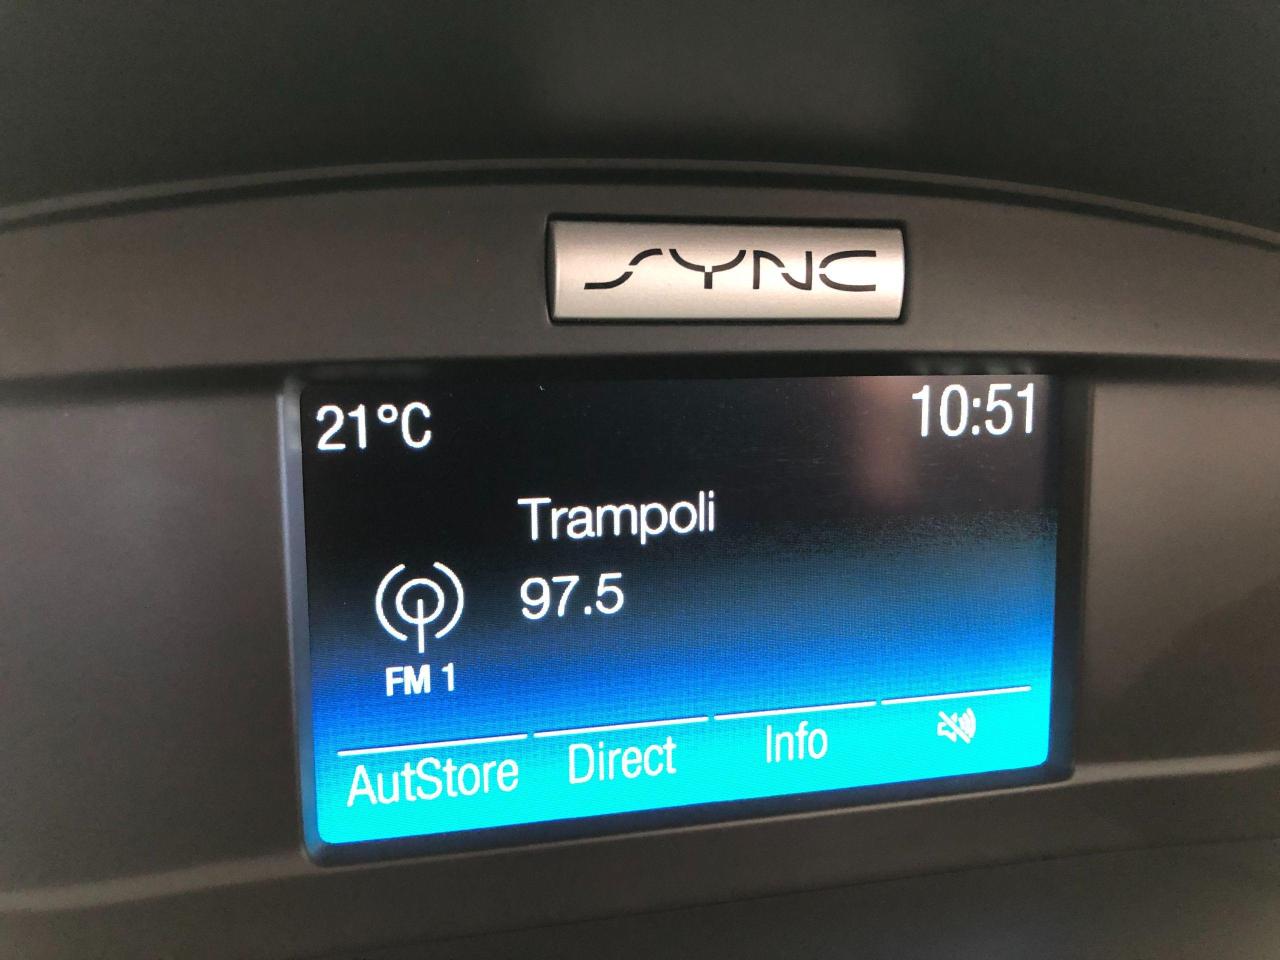 SYNC
21°C 10:51
Trampoli
97.5
FM 1
AutStore Direct Info